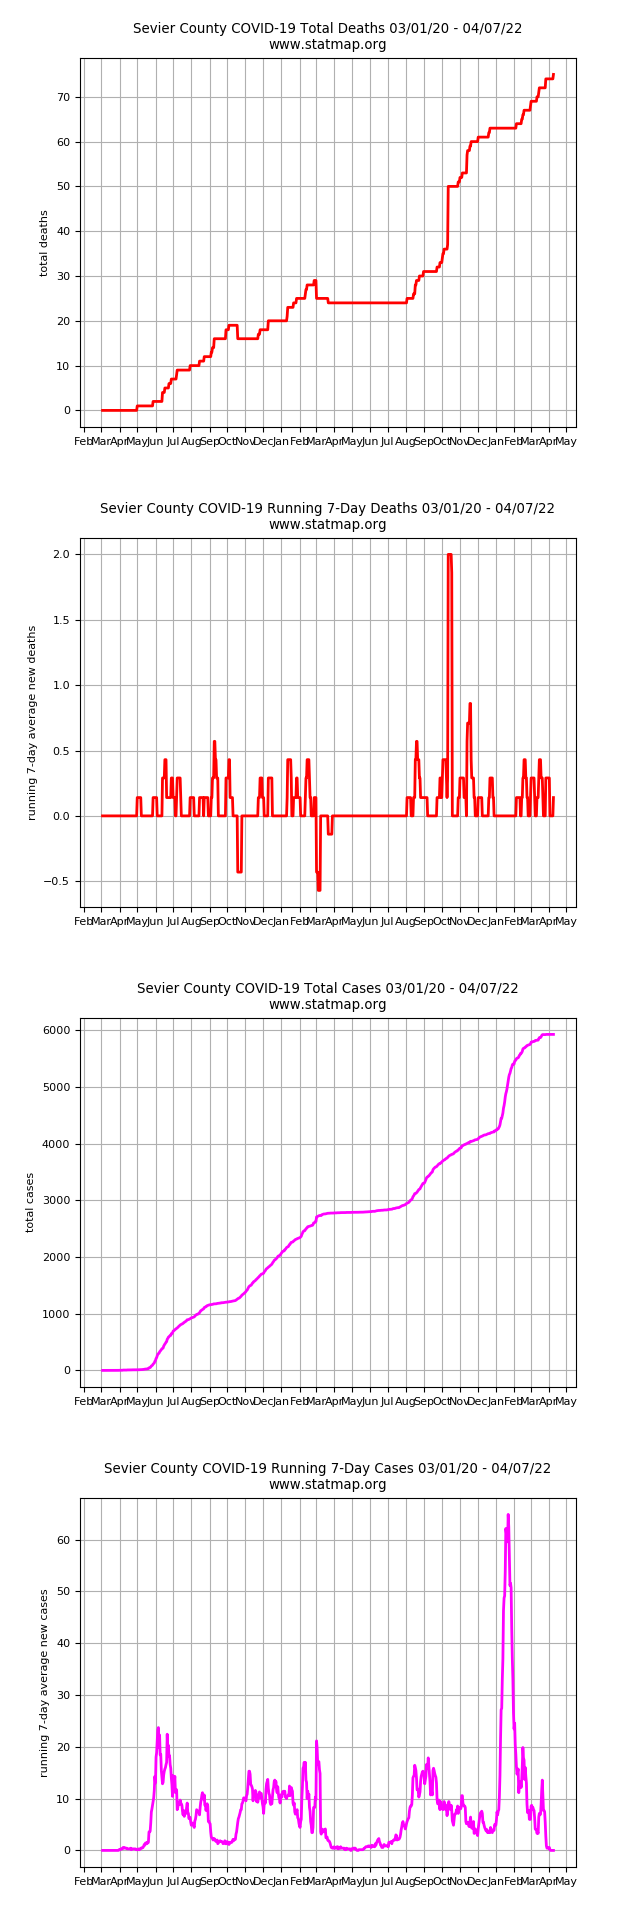 Sevier County COVID-19 Total Deaths 03/01/20 - 04/07/22
www.statmap.org
70
60
50
40
30
20
10
0
total deaths
Feb Mar Apr May Jun Jul Aug Sep Oct Nov Dec Jan Feb Mar Apr May Jun Jul Aug Sep Oct Nov Dec Jan Feb Mar Apr May
Sevier County COVID-19 Running 7-Day Deaths 03/01/20 - 04/07/22
www.statmap.org
2.0
1.5
1.0
0.5
0.0
−0.5
running 7-day average new deaths
Feb Mar Apr May Jun Jul Aug Sep Oct Nov Dec Jan Feb Mar Apr May Jun Jul Aug Sep Oct Nov Dec Jan Feb Mar Apr May
Sevier County COVID-19 Total Cases 03/01/20 - 04/07/22
www.statmap.org
6000
5000
4000
3000
2000
1000
0
total cases
Feb Mar Apr May Jun Jul Aug Sep Oct Nov Dec Jan Feb Mar Apr May Jun Jul Aug Sep Oct Nov Dec Jan Feb Mar Apr May
Sevier County COVID-19 Running 7-Day Cases 03/01/20 - 04/07/22
www.statmap.org
60
50
40
30
20
10
0
running 7-day average new cases
Feb Mar Apr May Jun Jul Aug Sep Oct Nov Dec Jan Feb Mar Apr May Jun Jul Aug Sep Oct Nov Dec Jan Feb Mar Apr May